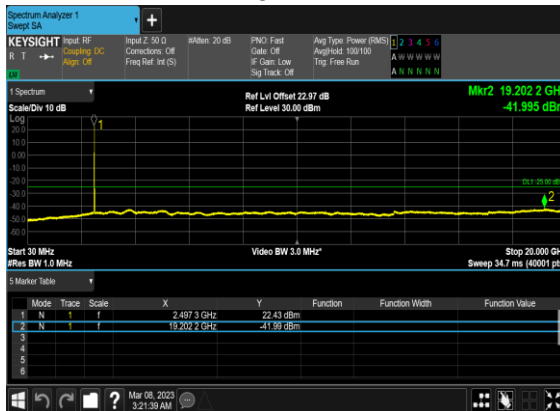 Spectrum Analyzer 1
Swept SA
+
KEYSIGHT Input: RF Input Z: 50 Ω #Atten: 20 dB PNO: Fast Avg Type: Power (RMS) 1 2 3 4 5 6
R T Coupling: DC Corrections: Off Gate: Off Avg|Hold: 100/100 A W W W W W
Align: Off Freq Ref: Int (S) IF Gain: Low Trig: Free Run
Sig Track: Off A N N N N N
1 Spectrum Ref Lvl Offset 22.97 dB Mkr2 19.202 2 GH
Scale/Div 10 dB Ref Level 30.00 dBm -41.995 dBr
Log
20.0
10.0
0.00
-10.0
-20.0
-30.0
-40.0
-50.0
-60.0
1
DL1 -25.00 dB
2
Start 30 MHz Video BW 3.0 MHz* Stop 20.000 GH
#Res BW 1.0 MHz Sweep 34.7 ms (40001 pts
5 Marker Table
Mode Trace Scale X Y Function Function Width Function Value
1 N 1 f 2.497 3 GHz 22.43 dBm
2 N 1 f 19.202 2 GHz -41.99 dBm
3
4
5
6
? Mar 08, 2023
3:21:39 AM